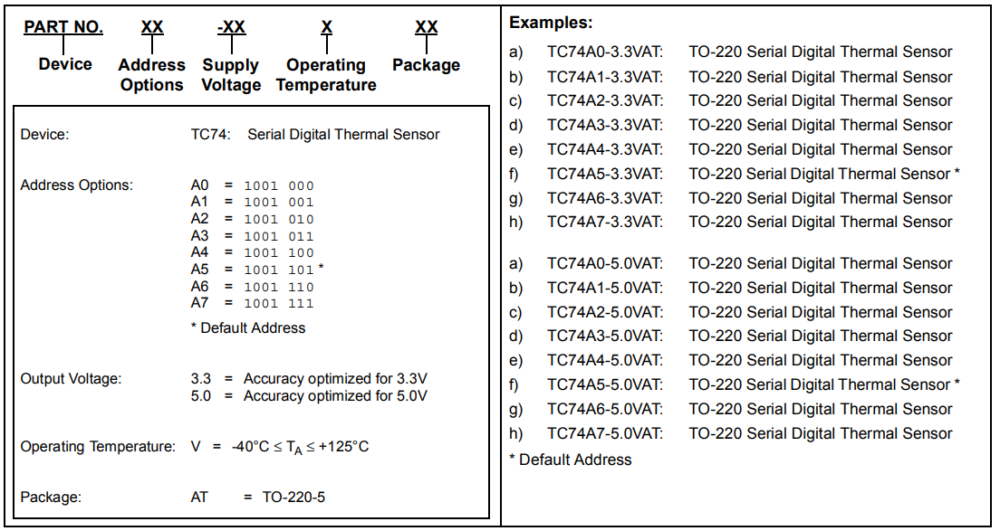 PART NO. XX -XX X XX
Device Address Supply Operating Package
Options Voltage Temperature
Device: TC74: Serial Digital Thermal Sensor
Address Options: A0 = 1001 000
A1 = 1001 001
A2 = 1001 010
A3 = 1001 011
A4 = 1001 100
A5 = 1001 101 *
A6 = 1001 110
A7 = 1001 111
* Default Address
Output Voltage: 3.3 = Accuracy optimized for 3.3V
5.0 = Accuracy optimized for 5.0V
Operating Temperature: V = -40°C ≤ TA ≤ +125°C
Package: AT = TO-220-5
Examples:
a) TC74A0-3.3VAT: TO-220 Serial Digital Thermal Sensor
b) TC74A1-3.3VAT: TO-220 Serial Digital Thermal Sensor
c) TC74A2-3.3VAT: TO-220 Serial Digital Thermal Sensor
d) TC74A3-3.3VAT: TO-220 Serial Digital Thermal Sensor
e) TC74A4-3.3VAT: TO-220 Serial Digital Thermal Sensor
f) TC74A5-3.3VAT: TO-220 Serial Digital Thermal Sensor *
g) TC74A6-3.3VAT: TO-220 Serial Digital Thermal Sensor
h) TC74A7-3.3VAT: TO-220 Serial Digital Thermal Sensor
a) TC74A0-5.0VAT: TO-220 Serial Digital Thermal Sensor
b) TC74A1-5.0VAT: TO-220 Serial Digital Thermal Sensor
c) TC74A2-5.0VAT: TO-220 Serial Digital Thermal Sensor
d) TC74A3-5.0VAT: TO-220 Serial Digital Thermal Sensor
e) TC74A4-5.0VAT: TO-220 Serial Digital Thermal Sensor
f) TC74A5-5.0VAT: TO-220 Serial Digital Thermal Sensor *
g) TC74A6-5.0VAT: TO-220 Serial Digital Thermal Sensor
h) TC74A7-5.0VAT: TO-220 Serial Digital Thermal Sensor
* Default Address